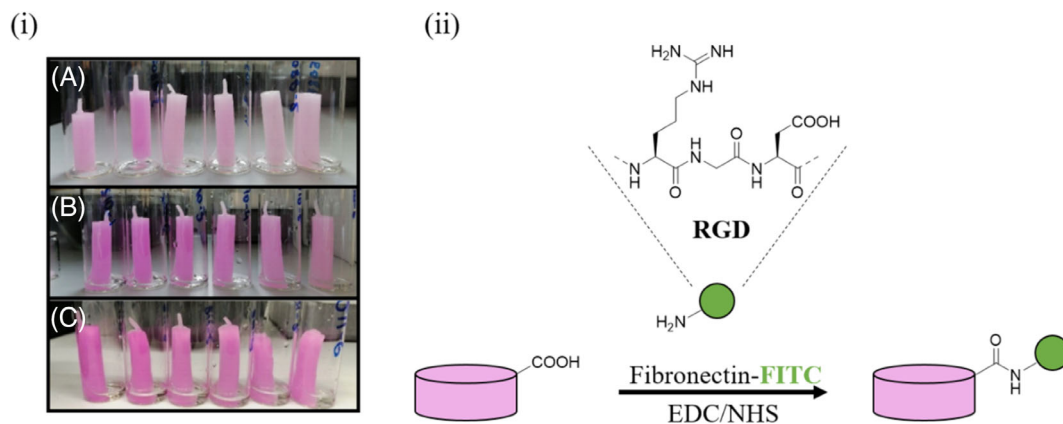 (i)
(A)
(B)
(C)
(ii)
H₂N
NH
NH
COOH
O
H
N
N
H
O
N
H
O
O
RGD
H₂N
COOH
Fibronectin-FITC
EDC/NHS
O
N
H